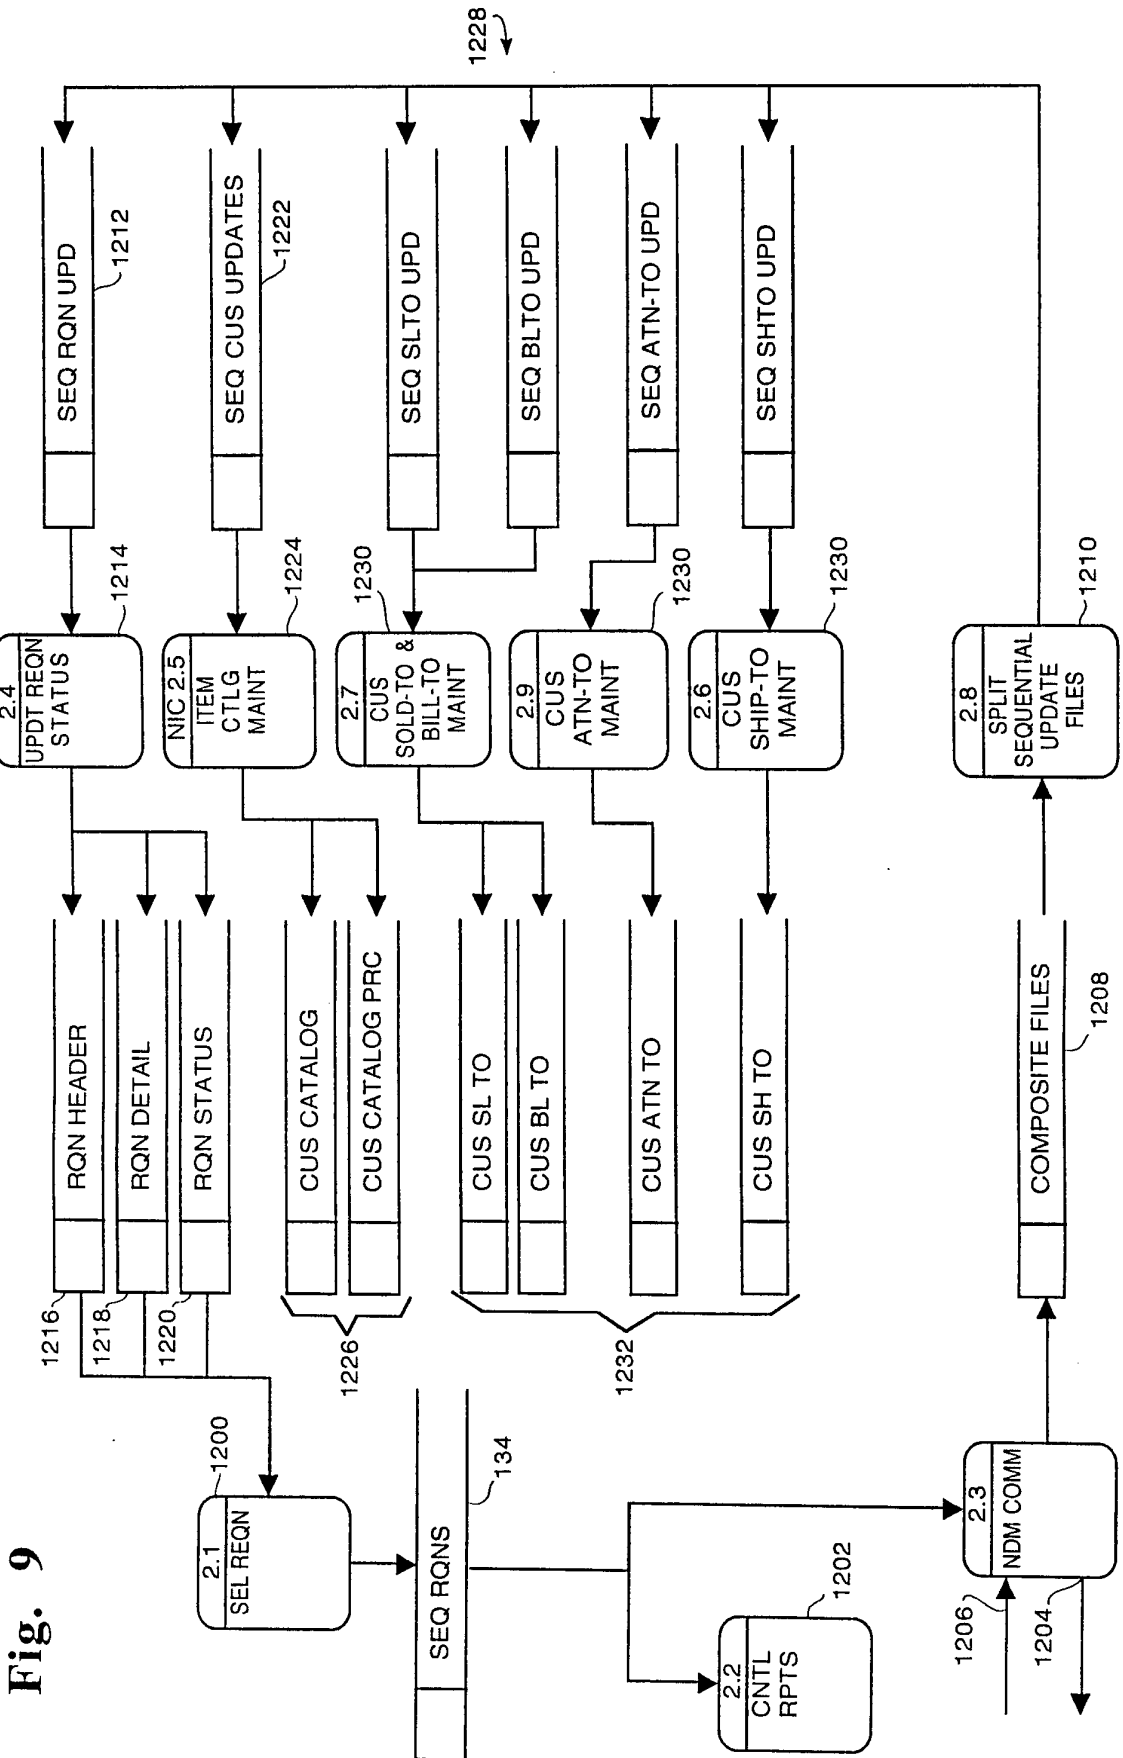 Fig. 9
2.1
SEL REQN
1200
SEQ RQNS
134
2.2
CNTL
RPTS
1202
2.3
NDM COMM
1206
1204
1216
RQN HEADER
1218
RQN DETAIL
1220
RQN STATUS
CUS CATALOG
CUS CATALOG PRC
1226
CUS SL TO
CUS BL TO
CUS ATN TO
CUS SH TO
1232
COMPOSITE FILES
1208
2.4
UPDT REQN
STATUS
1214
NIC 2.5
ITEM
CTLG
MAINT
1224
2.7
CUS
SOLD-TO &
BILL-TO
MAINT
1230
2.9
CUS
ATN-TO
MAINT
1230
2.6
CUS
SHIP-TO
MAINT
1230
2.8
SPLIT
SEQUENTIAL
UPDATE
FILES
1210
SEQ RQN UPD
1212
SEQ CUS UPDATES
1222
SEQ SLTO UPD
SEQ BLTO UPD
SEQ ATN-TO UPD
SEQ SHTO UPD
1228